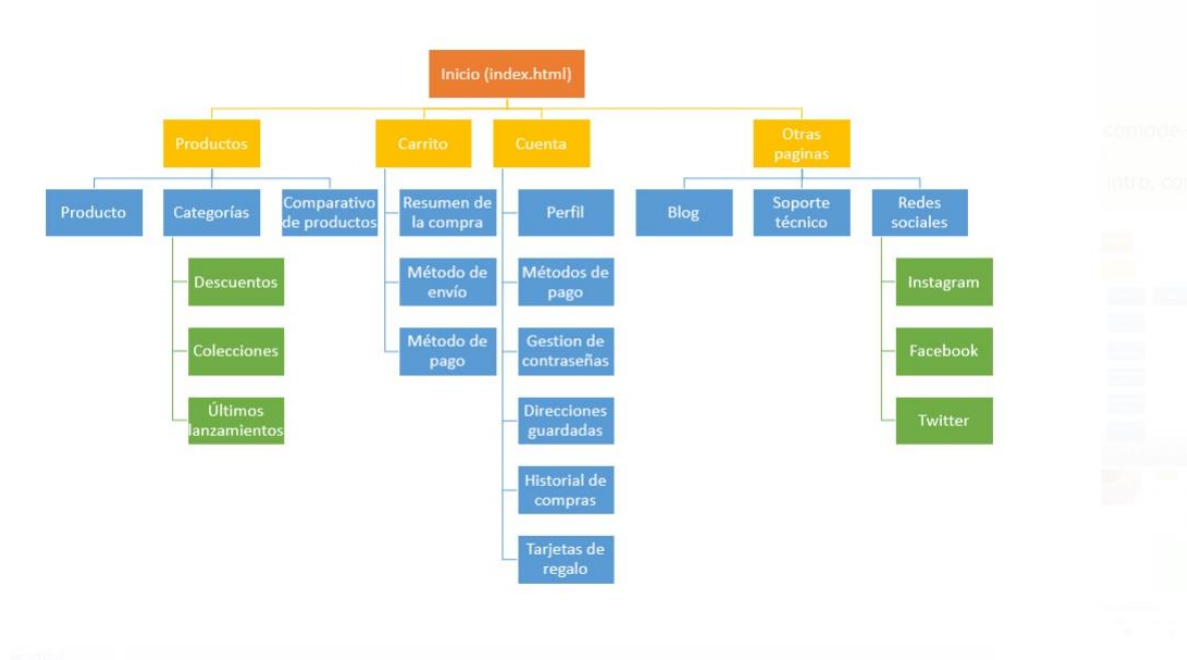 Inicio (index.html)
Productos
Carrito
Cuenta
Otras
paginas
Producto
Categorías
Comparativo
de productos
Resumen de
la compra
Perfil
Blog
Soporte
técnico
Redes
sociales
Descuentos
Método de
envío
Métodos de
pago
Instagram
Colecciones
Método de
pago
Gestion de
contraseñas
Facebook
Últimos
lanzamientos
Direcciones
guardadas
Twitter
Historial de
compras
Tarjetas de
regalo